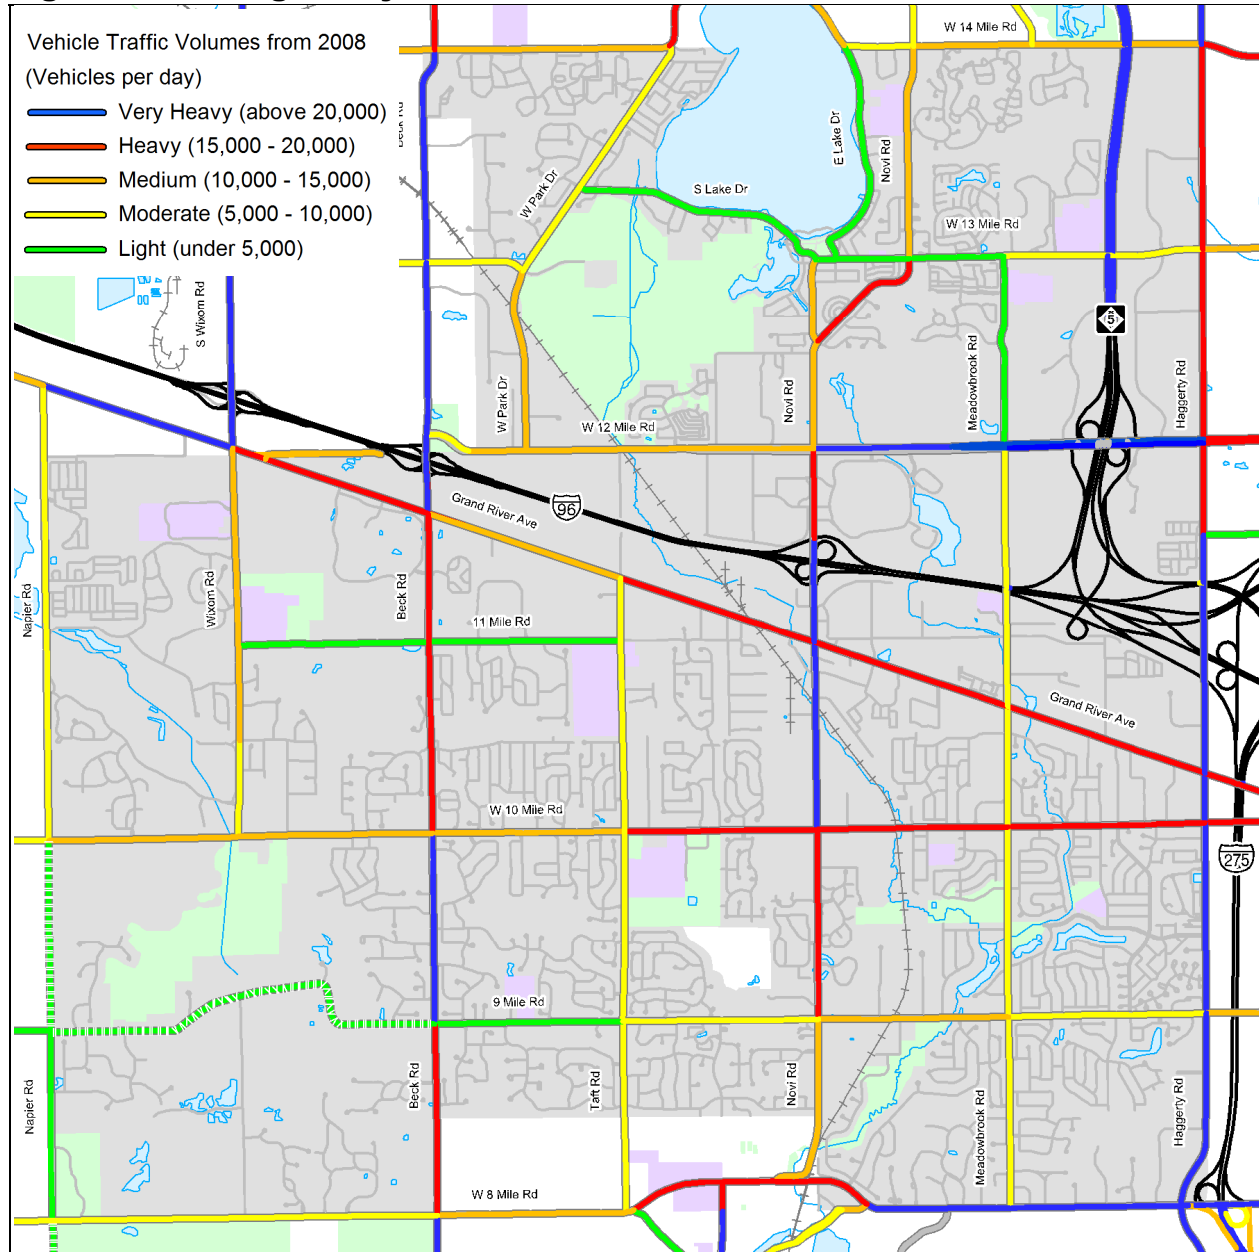 Vehicle Traffic Volumes from 2008
(Vehicles per day)
Very Heavy (above 20,000)
Heavy (15,000 - 20,000)
Medium (10,000 - 15,000)
Moderate (5,000 - 10,000)
Light (under 5,000)
W 14 Mile Rd
Beck Rd
E Lake Dr
Novi Rd
W Park Dr
S Lake Dr
W 13 Mile Rd
S Wixom Rd
5
W Park Dr
Novi Rd
Meadowbrook Rd
Haggerty Rd
W 12 Mile Rd
Grand River Ave
96
Napier Rd
Wixom Rd
Beck Rd
11 Mile Rd
Grand River Ave
W 10 Mile Rd
275
9 Mile Rd
Napier Rd
Beck Rd
Taft Rd
Novi Rd
Meadowbrook Rd
Haggerty Rd
W 8 Mile Rd